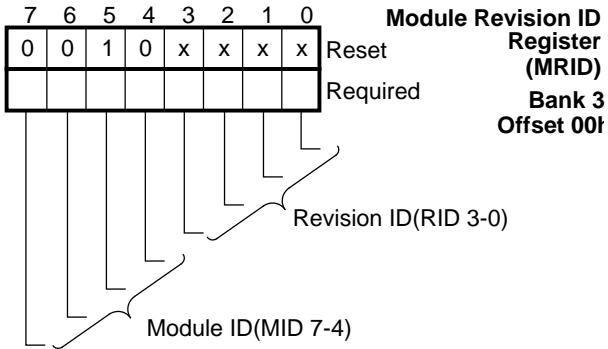 7 6 5 4 3 2 1 0
Module Revision ID
Register
(MRID)
Bank 3
Offset 00h
0 0 1 0 x x x x Reset
Required
Revision ID(RID 3-0)
Module ID(MID 7-4)